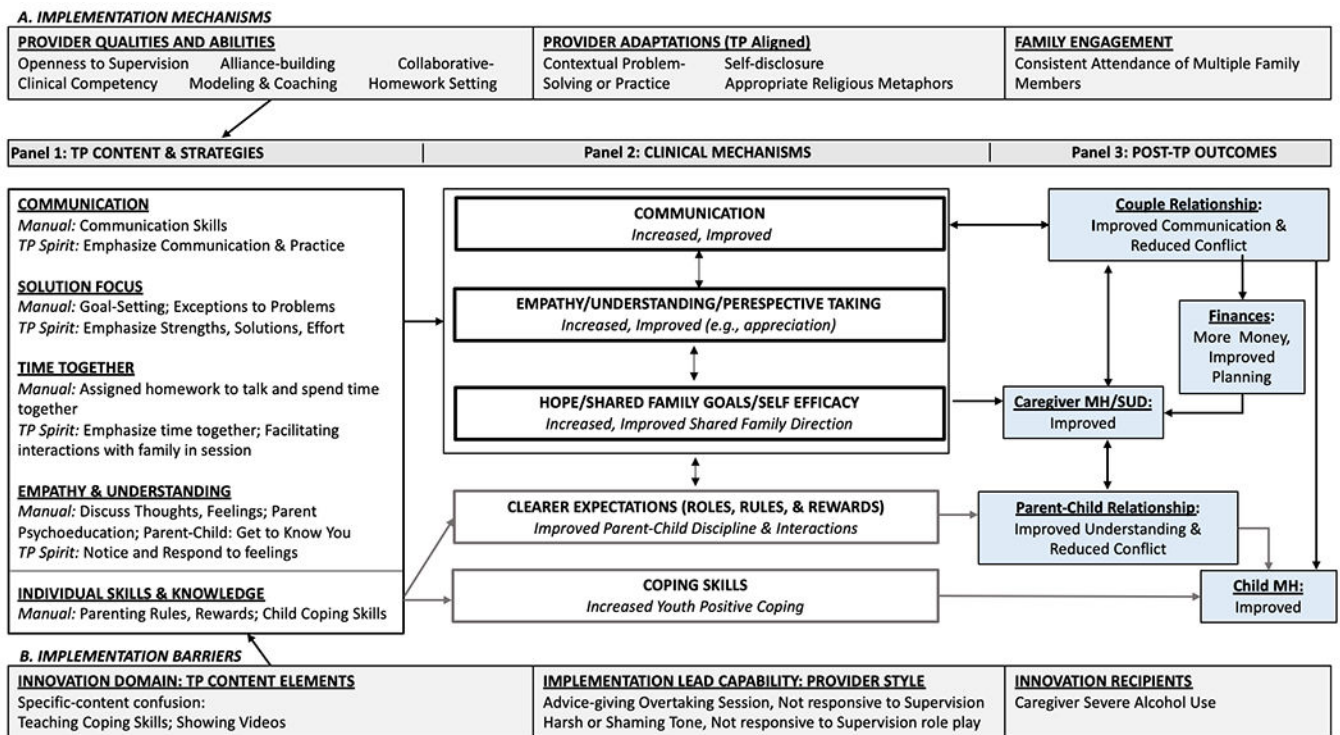 A. IMPLEMENTATION MECHANISMS
PROVIDER QUALITIES AND ABILITIES
Openness to Supervision Alliance-building Collaborative-
Clinical Competency Modeling & Coaching Homework Setting
PROVIDER ADAPTATIONS (TP Aligned)
Contextual Problem- Self-disclosure
Solving or Practice Appropriate Religious Metaphors
FAMILY ENGAGEMENT
Consistent Attendance of Multiple Family
Members
Panel 1: TP CONTENT & STRATEGIES | Panel 2: CLINICAL MECHANISMS | Panel 3: POST-TP OUTCOMES
COMMUNICATION
Manual: Communication Skills
TP Spirit: Emphasize Communication & Practice
SOLUTION FOCUS
Manual: Goal-Setting; Exceptions to Problems
TP Spirit: Emphasize Strengths, Solutions, Effort
TIME TOGETHER
Manual: Assigned homework to talk and spend time
together
TP Spirit: Emphasize time together; Facilitating
interactions with family in session
EMPATHY & UNDERSTANDING
Manual: Discuss Thoughts, Feelings; Parent
Psychoeducation; Parent-Child: Get to Know You
TP Spirit: Notice and Respond to feelings
INDIVIDUAL SKILLS & KNOWLEDGE
Manual: Parenting Rules, Rewards; Child Coping Skills
COMMUNICATION
Increased, Improved
EMPATHY/UNDERSTANDING/PERESPECTIVE TAKING
Increased, Improved (e.g., appreciation)
HOPE/SHARED FAMILY GOALS/SELF EFFICACY
Increased, Improved Shared Family Direction
CLEARER EXPECTATIONS (ROLES, RULES, & REWARDS)
Improved Parent-Child Discipline & Interactions
COPING SKILLS
Increased Youth Positive Coping
Couple Relationship:
Improved Communication &
Reduced Conflict
Finances:
More Money,
Improved
Planning
Caregiver MH/SUD:
Improved
Parent-Child Relationship:
Improved Understanding &
Reduced Conflict
Child MH:
Improved
B. IMPLEMENTATION BARRIERS
INNOVATION DOMAIN: TP CONTENT ELEMENTS
Specific-content confusion:
Teaching Coping Skills; Showing Videos
IMPLEMENTATION LEAD CAPABILITY: PROVIDER STYLE
Advice-giving Overtaking Session, Not responsive to Supervision
Harsh or Shaming Tone, Not responsive to Supervision role play
INNOVATION RECIPIENTS
Caregiver Severe Alcohol Use